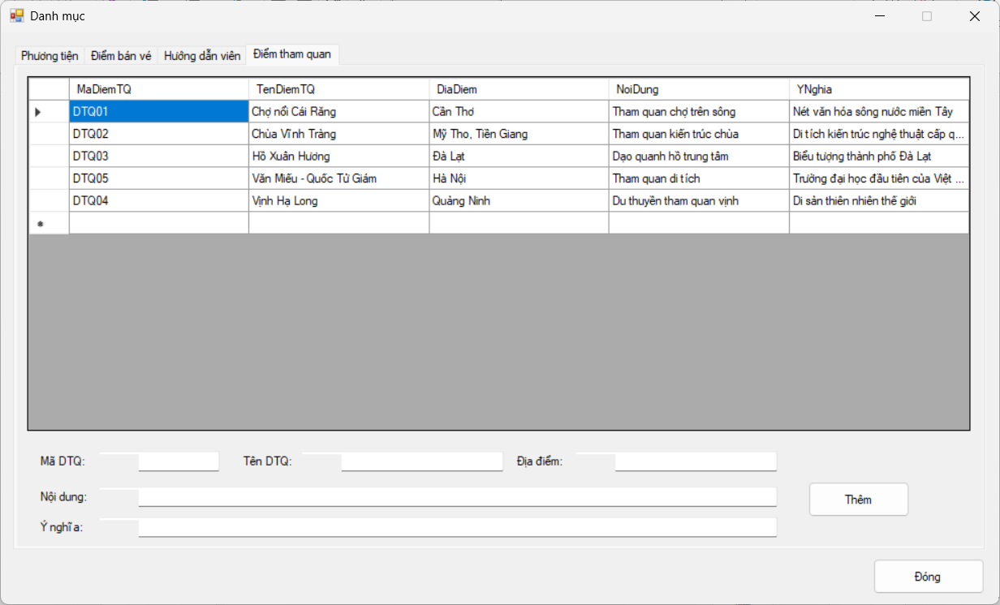 Danh mục
Phương tiện Điểm bán vé Hướng dẫn viên Điểm tham quan
MaDiemTQ TenDiemTQ DiaDiem NoiDung YNghia
DTQ01 Chợ nổi Cái Răng Cần Thơ Tham quan chợ trên sông Nét văn hóa sông nước miền Tây
DTQ02 Chùa Vĩnh Tràng Mỹ Tho, Tiền Giang Tham quan kiến trúc chùa Di tích kiến trúc nghệ thuật cấp q...
DTQ03 Hồ Xuân Hương Đà Lạt Dạo quanh hồ trung tâm Biểu tượng thành phố Đà Lạt
DTQ05 Văn Miếu - Quốc Tử Giám Hà Nội Tham quan di tích Trường đại học đầu tiên của Việt ...
DTQ04 Vịnh Hạ Long Quảng Ninh Du thuyền tham quan vịnh Di sản thiên nhiên thế giới
Mã DTQ: Tên DTQ: Địa điểm:
Nội dung:
Thêm
Ý nghĩa:
Đóng